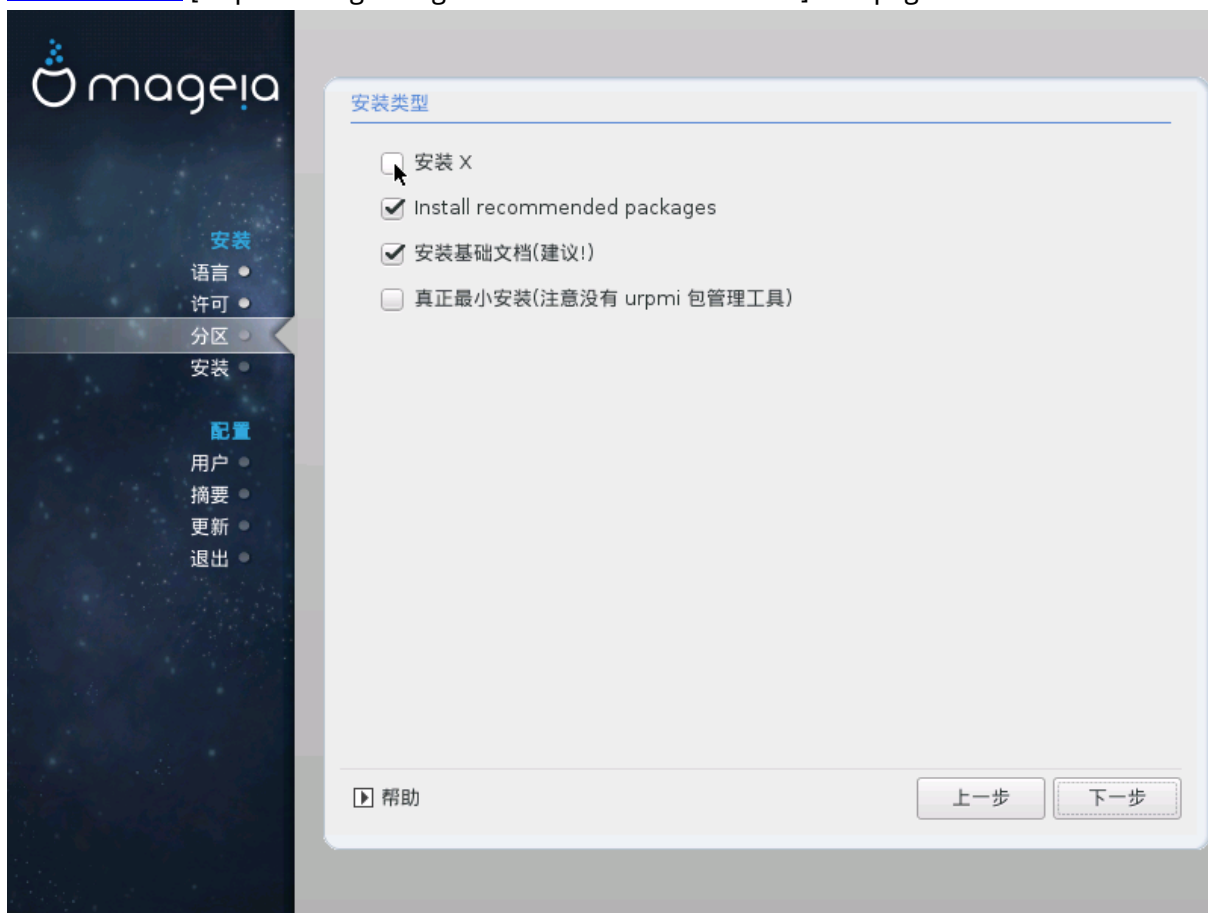 mageia
安装
语言
许可
分区
安装
配置
用户
摘要
更新
退出
安装类型
安装 X
Install recommended packages
安装基础文档(建议!)
真正最小安装(注意没有 urpmi 包管理工具)
帮助
上一步
下一步